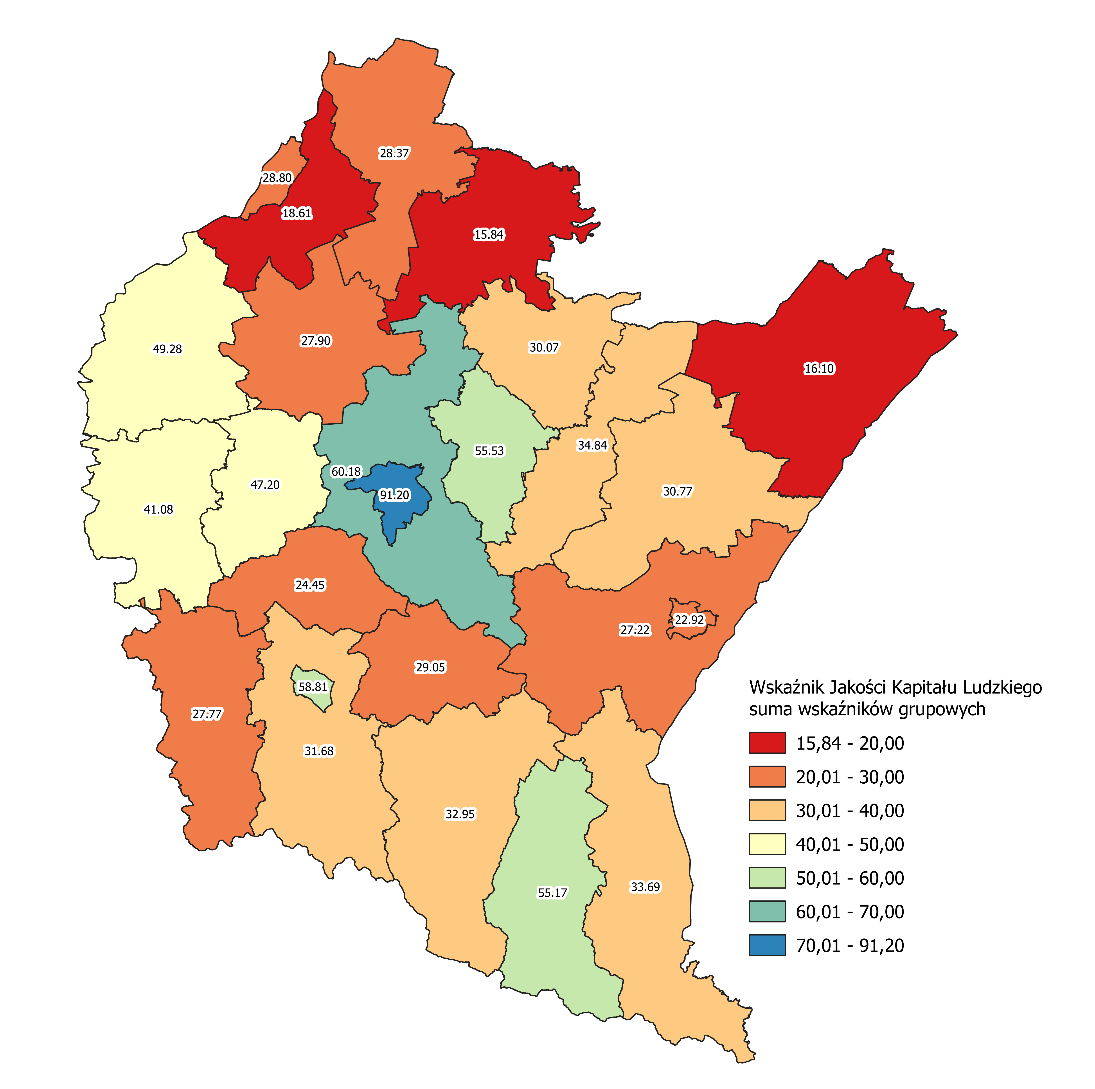 28.37
28.80
18.61
15.84
49.28
27.90
30.07
16.10
55.53
34.84
60.18
47.20
30.77
91.20
41.08
24.45
22.92
27.22
29.05
58.81
27.77
31.68
32.95
33.69
55.17
Wskaźnik Jakości Kapitału Ludzkiego
suma wskaźników grupowych
15,84 - 20,00
20,01 - 30,00
30,01 - 40,00
40,01 - 50,00
50,01 - 60,00
60,01 - 70,00
70,01 - 91,20